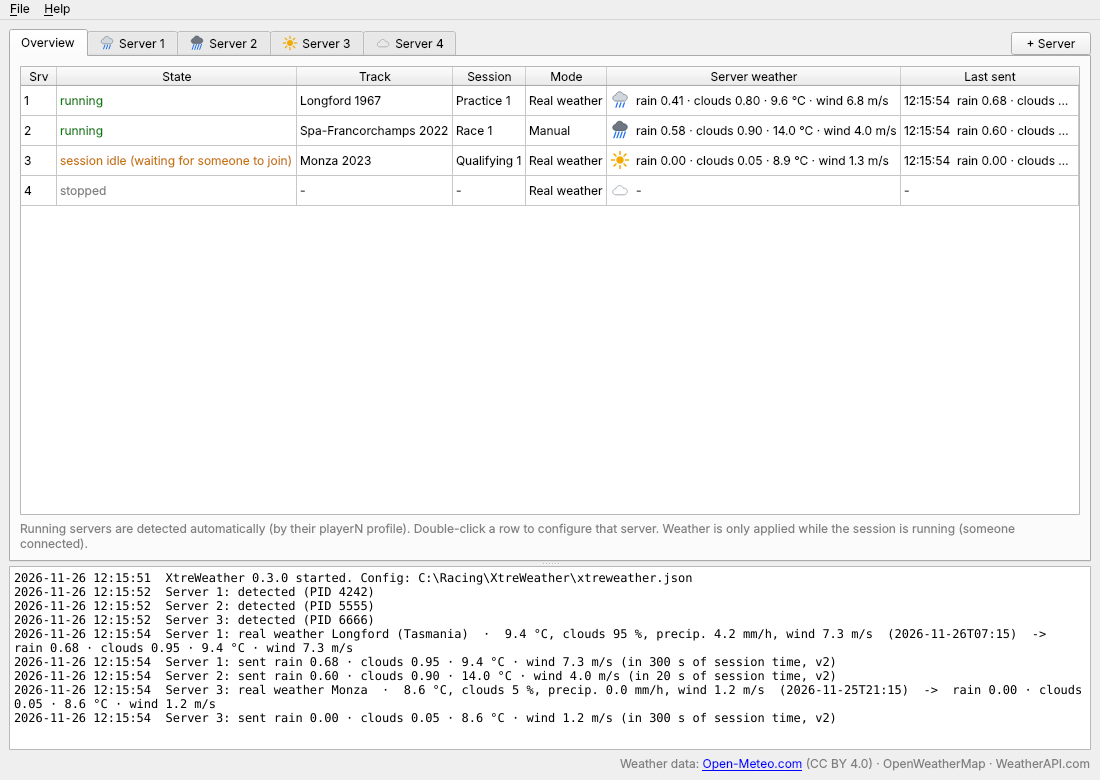 File Help
Overview Server 1 Server 2 Server 3 Server 4 + Server
Srv State Track Session Mode Server weather Last sent
1 running Longford 1967 Practice 1 Real weather rain 0.41 · clouds 0.80 · 9.6 °C · wind 6.8 m/s 12:15:54 rain 0.68 · clouds ...
2 running Spa-Francorchamps 2022 Race 1 Manual rain 0.58 · clouds 0.90 · 14.0 °C · wind 4.0 m/s 12:15:54 rain 0.60 · clouds ...
3 session idle (waiting for someone to join) Monza 2023 Qualifying 1 Real weather rain 0.00 · clouds 0.05 · 8.9 °C · wind 1.3 m/s 12:15:54 rain 0.00 · clouds ...
4 stopped - - Real weather - -
Running servers are detected automatically (by their playerN profile). Double-click a row to configure that server. Weather is only applied while the session is running (someone
connected).
2026-11-26 12:15:51 XtreWeather 0.3.0 started. Config: C:\Racing\XtreWeather\xtreweather.json
2026-11-26 12:15:52 Server 1: detected (PID 4242)
2026-11-26 12:15:52 Server 2: detected (PID 5555)
2026-11-26 12:15:52 Server 3: detected (PID 6666)
2026-11-26 12:15:54 Server 1: real weather Longford (Tasmania) · 9.4 °C, clouds 95 %, precip. 4.2 mm/h, wind 7.3 m/s (2026-11-26T07:15) ->
rain 0.68 · clouds 0.95 · 9.4 °C · wind 7.3 m/s
2026-11-26 12:15:54 Server 1: sent rain 0.68 · clouds 0.95 · 9.4 °C · wind 7.3 m/s (in 300 s of session time, v2)
2026-11-26 12:15:54 Server 2: sent rain 0.60 · clouds 0.90 · 14.0 °C · wind 4.0 m/s (in 20 s of session time, v2)
2026-11-26 12:15:54 Server 3: real weather Monza · 8.6 °C, clouds 5 %, precip. 0.0 mm/h, wind 1.2 m/s (2026-11-25T21:15) -> rain 0.00 · clouds
0.05 · 8.6 °C · wind 1.2 m/s
2026-11-26 12:15:54 Server 3: sent rain 0.00 · clouds 0.05 · 8.6 °C · wind 1.2 m/s (in 300 s of session time, v2)
Weather data: Open-Meteo.com (CC BY 4.0) · OpenWeatherMap · WeatherAPI.com